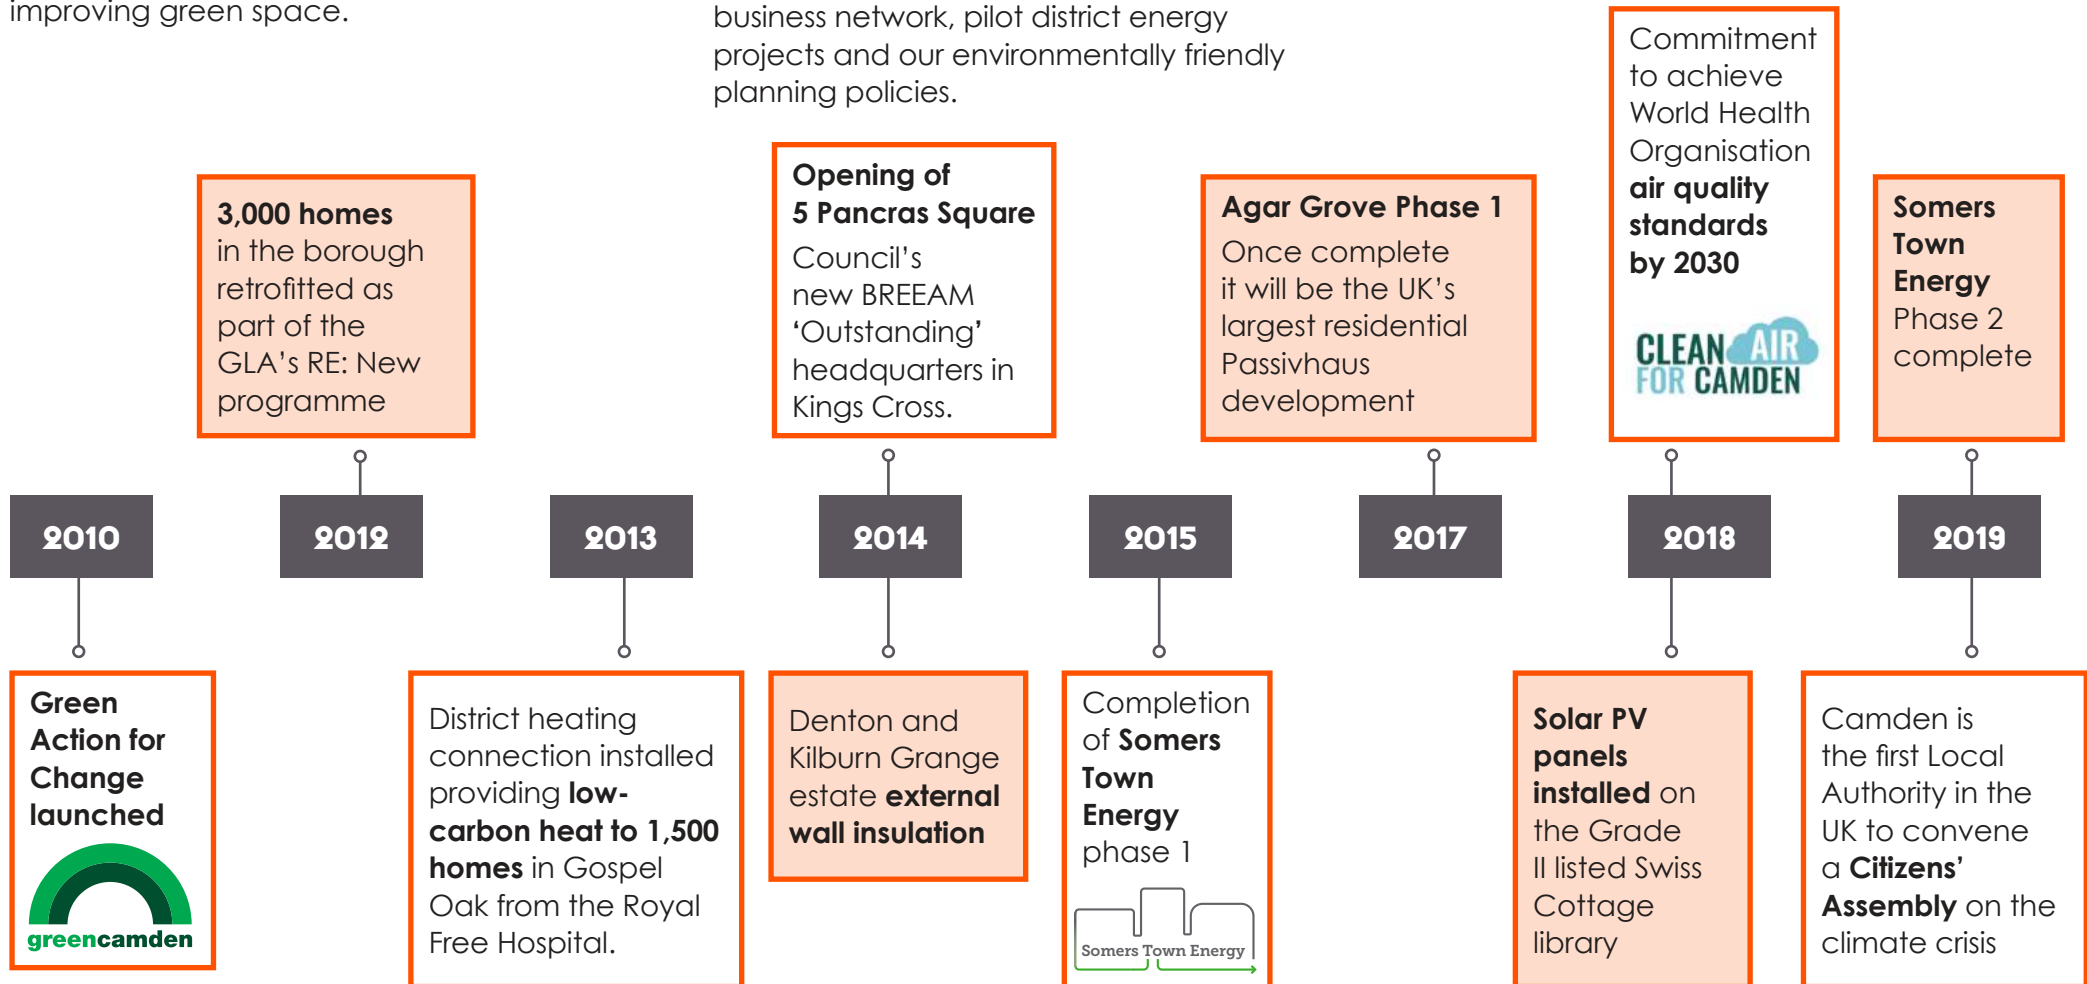 improving green space.
business network, pilot district energy
projects and our environmentally friendly
planning policies.
3,000 homes
in the borough
retrofitted as
part of the
GLA's RE: New
programme
Opening of
5 Pancras Square
Council's
new BREEAM
'Outstanding'
headquarters in
Kings Cross.
Agar Grove Phase 1
Once complete
it will be the UK's
largest residential
Passivhaus
development
Commitment
to achieve
World Health
Organisation
air quality
standards
by 2030
CLEAN AIR
FOR CAMDEN
Somers
Town
Energy
Phase 2
complete
2010
2012
2013
2014
2015
2017
2018
2019
Green
Action for
Change
launched
greencamden
District heating
connection installed
providing low-
carbon heat to 1,500
homes in Gospel
Oak from the Royal
Free Hospital.
Denton and
Kilburn Grange
estate external
wall insulation
Completion
of Somers
Town
Energy
phase 1
Somers Town Energy
Solar PV
panels
installed on
the Grade
II listed Swiss
Cottage
library
Camden is
the first Local
Authority in the
UK to convene
a Citizens'
Assembly on the
climate crisis